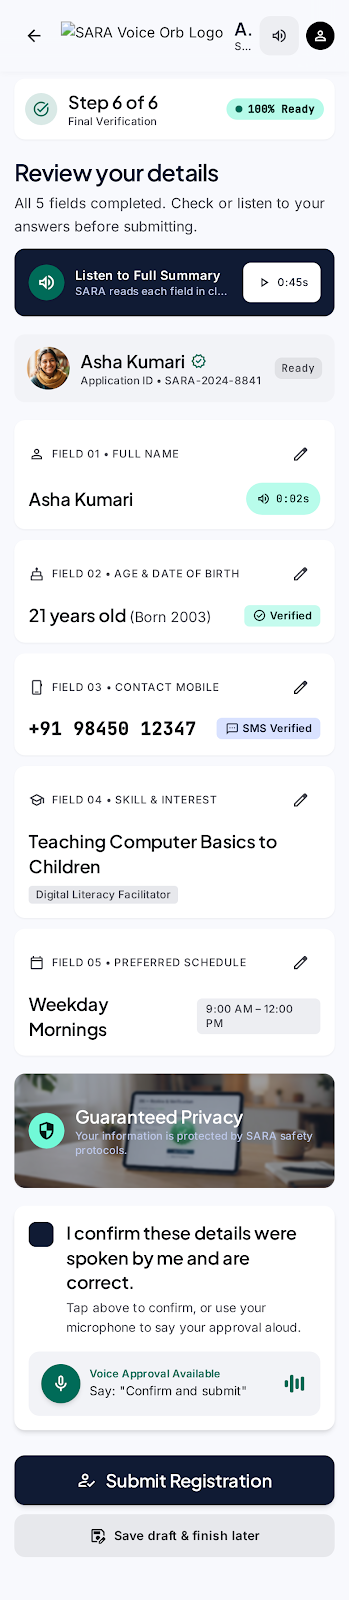 SARA Voice Orb Logo
A.
S...
Step 6 of 6
Final Verification
100% Ready
Review your details
All 5 fields completed. Check or listen to your
answers before submitting.
Listen to Full Summary
SARA reads each field in cl...
0:45s
Asha Kumari
Application ID • SARA-2024-8841
Ready
FIELD 01 • FULL NAME
Asha Kumari
0:02s
FIELD 02 • AGE & DATE OF BIRTH
21 years old (Born 2003)
Verified
FIELD 03 • CONTACT MOBILE
+91 98450 12347
SMS Verified
FIELD 04 • SKILL & INTEREST
Teaching Computer Basics to
Children
Digital Literacy Facilitator
FIELD 05 • PREFERRED SCHEDULE
Weekday
Mornings
9:00 AM – 12:00
PM
Guaranteed Privacy
Your information is protected by SARA safety
protocols.
I confirm these details were
spoken by me and are
correct.
Tap above to confirm, or use your
microphone to say your approval aloud.
Voice Approval Available
Say: "Confirm and submit"
Submit Registration
Save draft & finish later